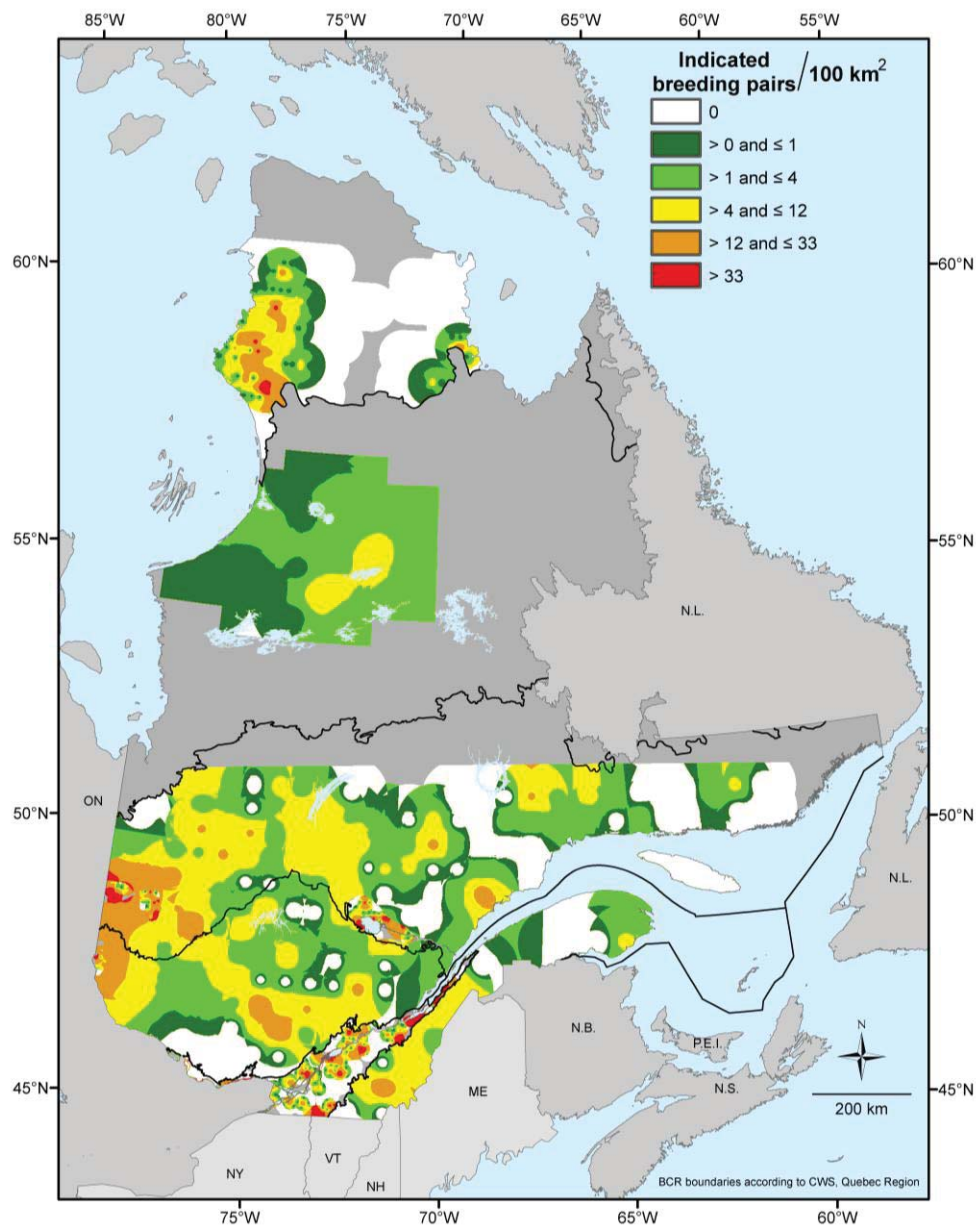 85°W 80°W 75°W 70°W 65°W 60°W 55°W
Indicated
breeding pairs/100 km2
0
> 0 and ≤ 1
> 1 and ≤ 4
> 4 and ≤ 12
> 12 and ≤ 33
> 33
60°N 60°N
55°N 55°N
N.L.
ON
50°N 50°N
N.L.
N.B.
P.E.I.
N
45°N 45°N
ME
N.S.
200 km
NY
VT
NH
BCR boundaries according to CWS, Quebec Region
75°W 70°W 65°W 60°W